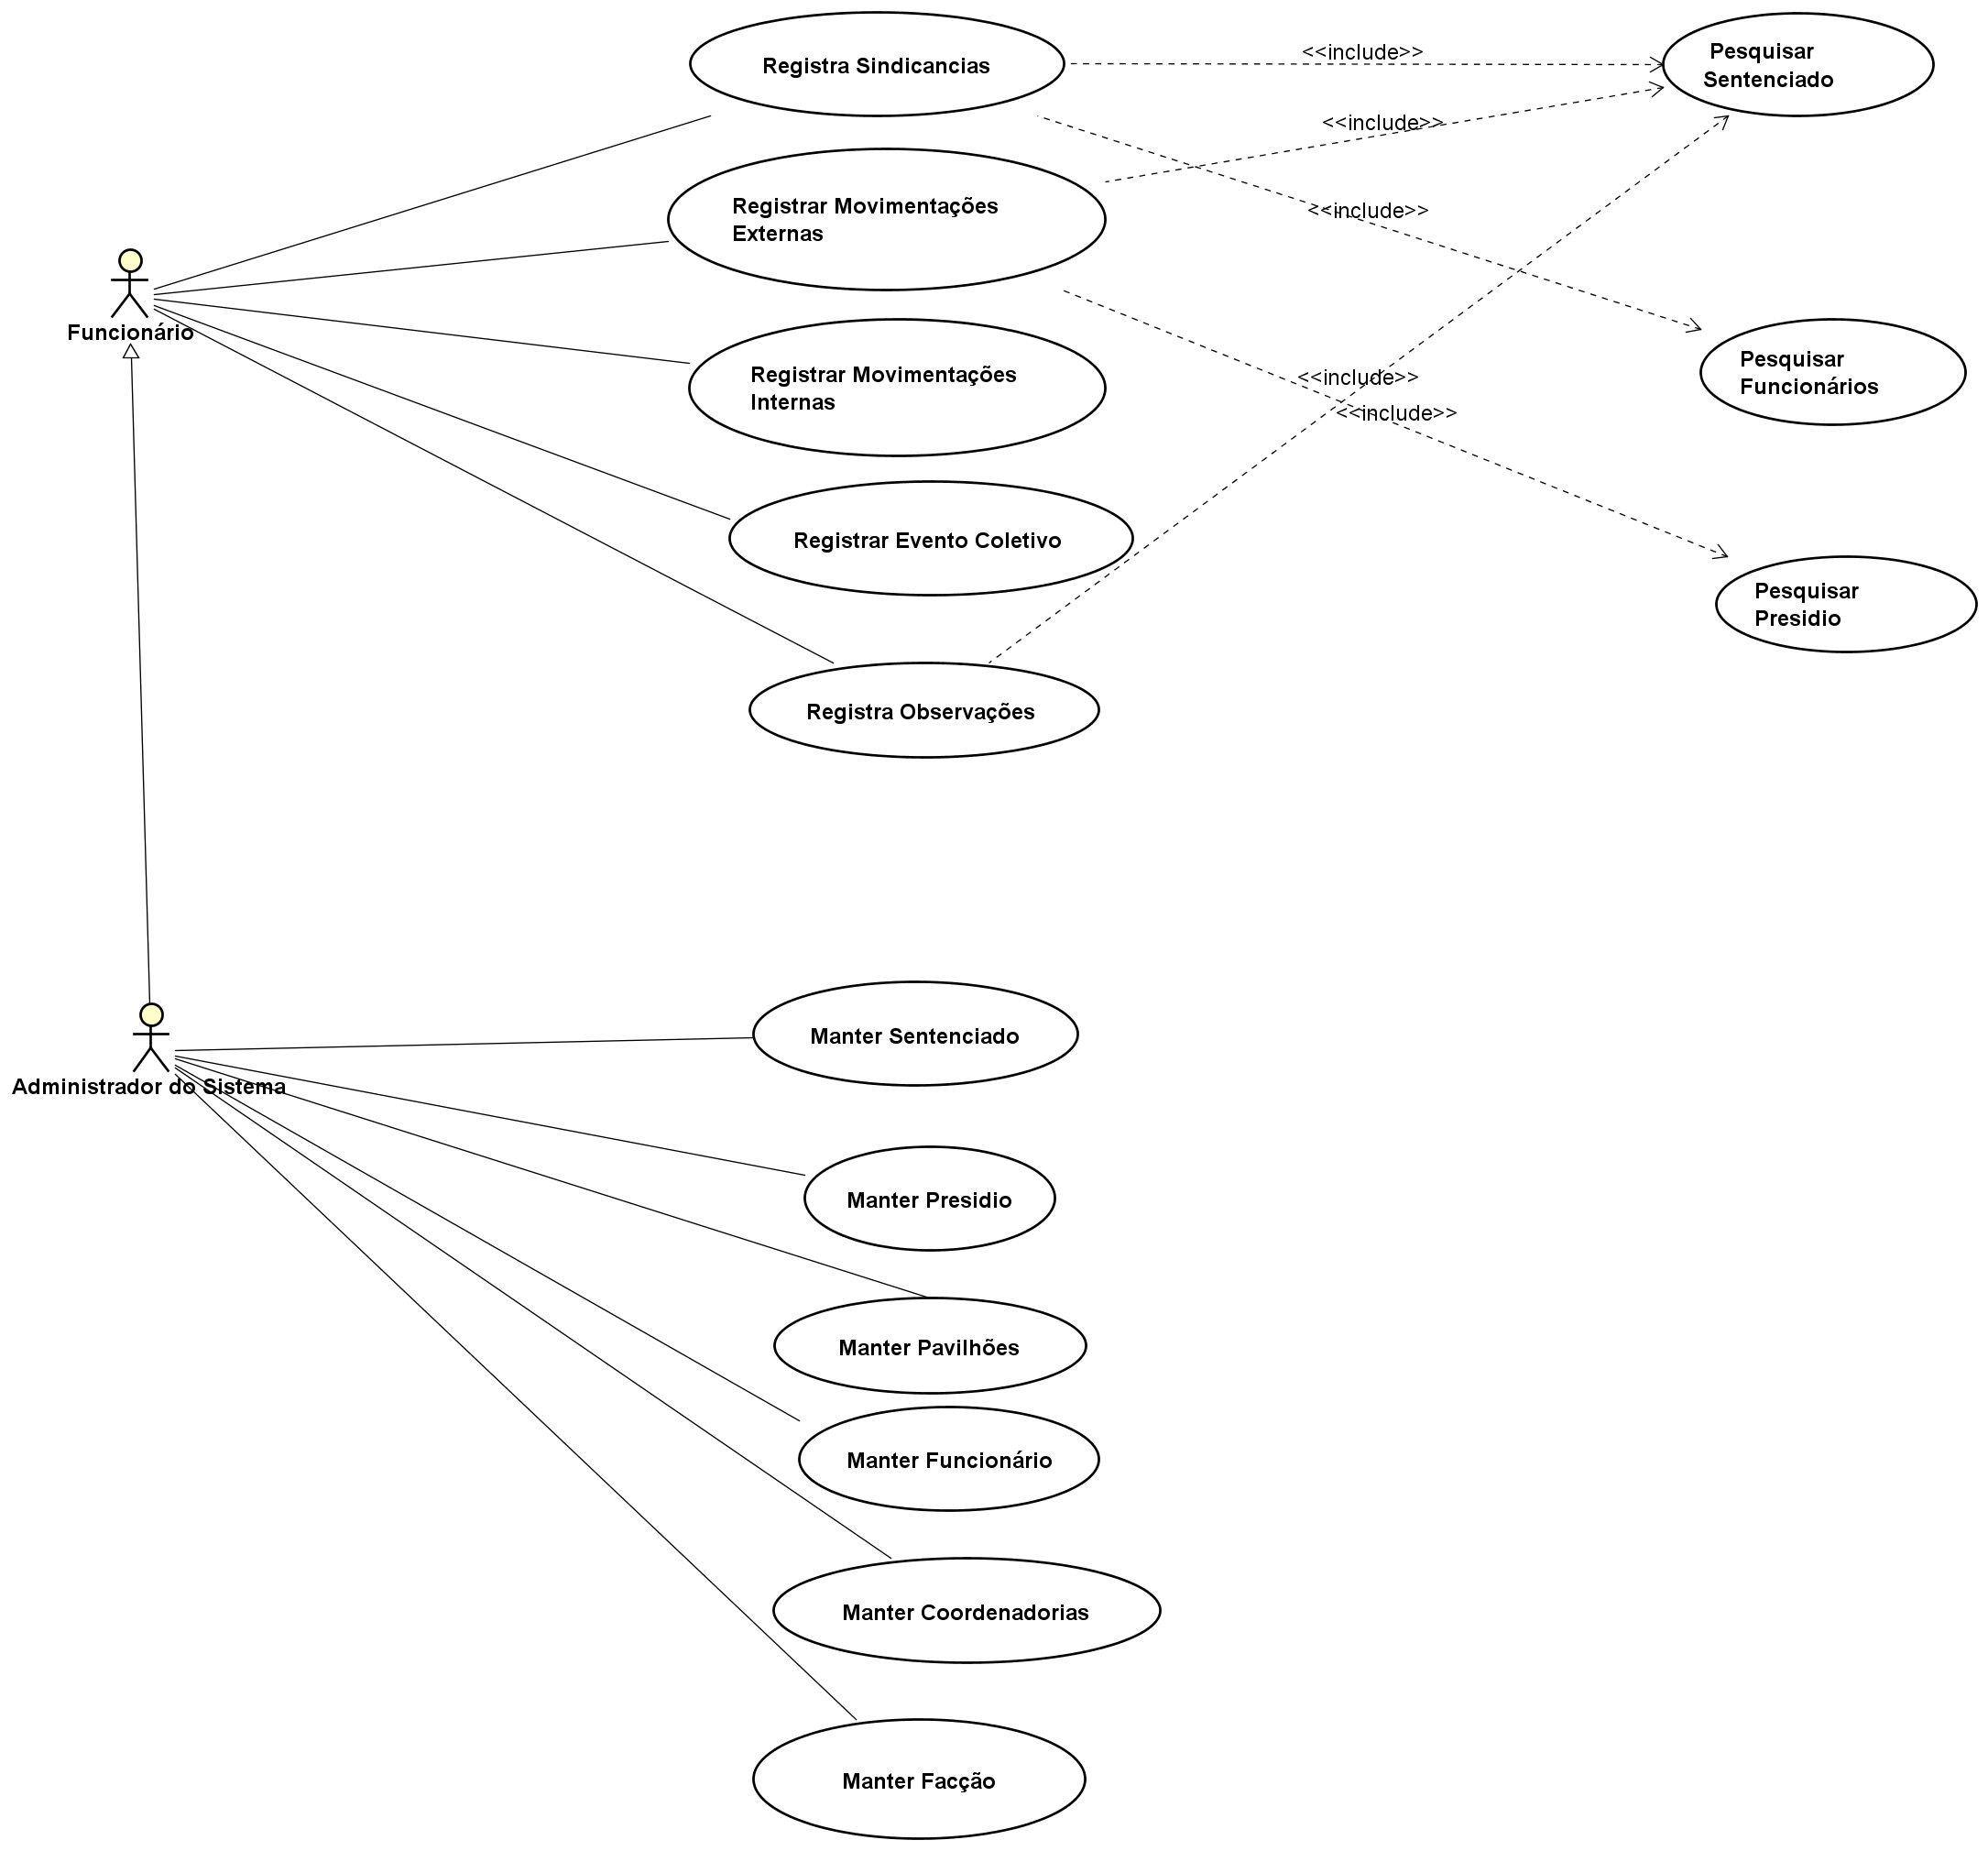 Registra Sindicancias
<<include>>
Pesquisar
Sentenciado
<<include>>
Registrar Movimentações
Externas
<<include>>
Funcionário
Pesquisar
Funcionários
Registrar Movimentações
Internas
<<include>>
<<include>>
Registrar Evento Coletivo
Pesquisar
Presidio
Registra Observações
Manter Sentenciado
Administrador do Sistema
Manter Presidio
Manter Pavilhões
Manter Funcionário
Manter Coordenadorias
Manter Facção